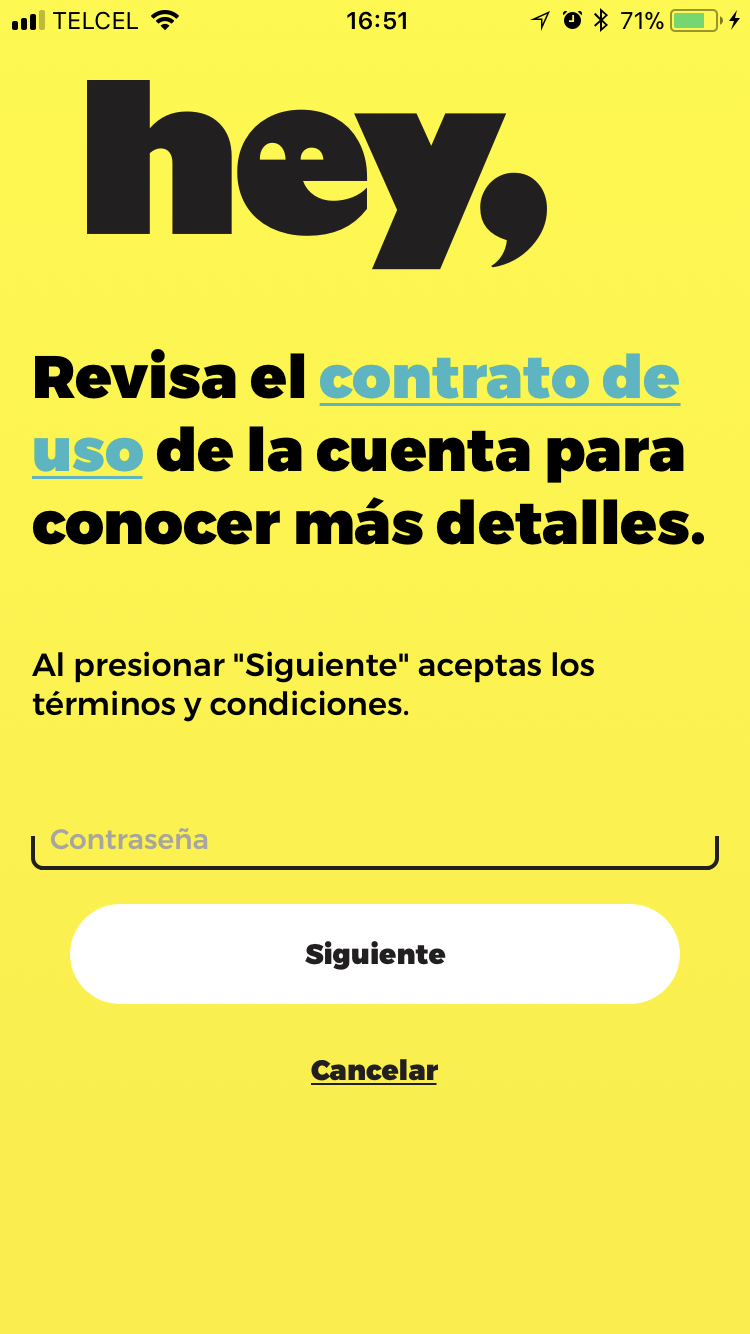 TELCEL 16:51 71%
hey,
Revisa el contrato de
uso de la cuenta para
conocer más detalles.
Al presionar "Siguiente" aceptas los
términos y condiciones.
Contraseña
Siguiente
Cancelar